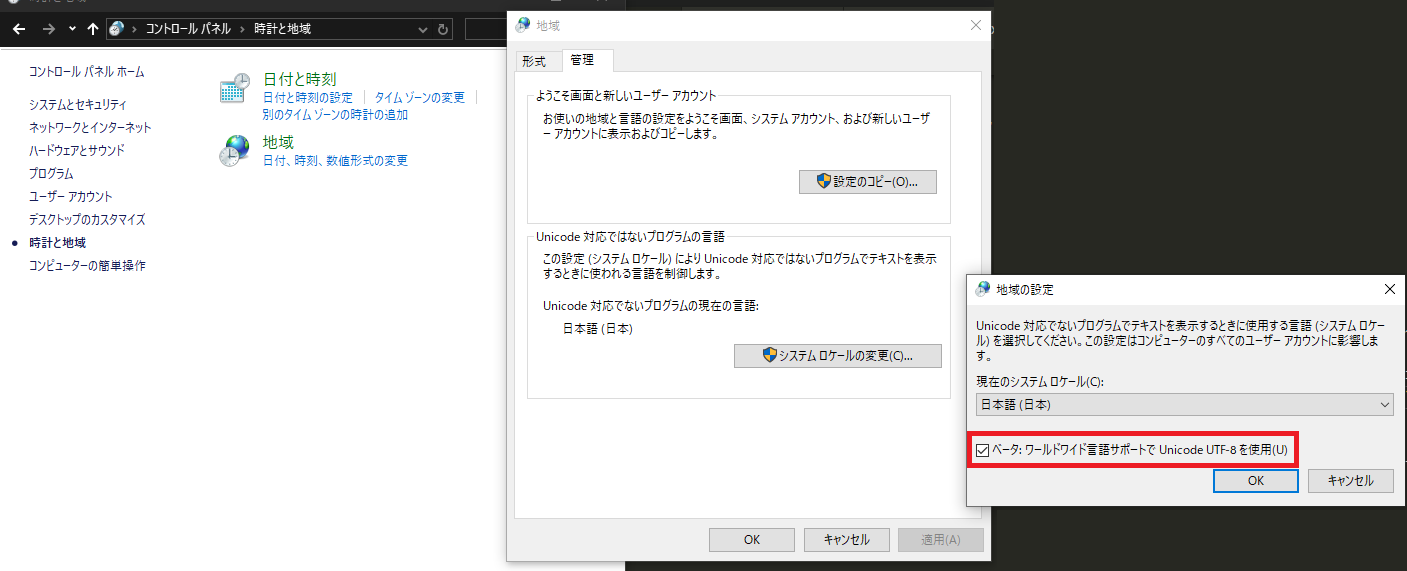 コントロール パネル
時計と地域
コントロール パネル ホーム
システムとセキュリティ
ネットワークとインターネット
ハードウェアとサウンド
プログラム
ユーザー アカウント
デスクトップのカスタマイズ
時計と地域
コンピューターの簡単操作
日付と時刻
日付と時刻の設定
タイム ゾーンの変更
別のタイム ゾーンの時計の追加
地域
日付、時刻、数値形式の変更
地域
形式
管理
ようこそ画面と新しいユーザー アカウント
お使いの地域と言語の設定をようこそ画面、システム アカウント、および新しいユーザ
ー アカウントに表示およびコピーします。
設定のコピー(O)...
Unicode 対応ではないプログラムの言語
この設定 (システム ロケール) により Unicode 対応ではないプログラムでテキストを表示
するときに使われる言語を制御します。
Unicode 対応でないプログラムの現在の言語:
日本語 (日本)
システム ロケールの変更(C)...
OK
キャンセル
適用(A)
地域の設定
Unicode 対応でないプログラムでテキストを表示するときに使用する言語 (システム ロケー
ル) を選択してください。この設定はコンピューターのすべてのユーザー アカウントに影響しま
す。
現在のシステム ロケール(C):
日本語 (日本)
ベータ: ワールドワイド言語サポートで Unicode UTF-8 を使用(U)
OK
キャンセル